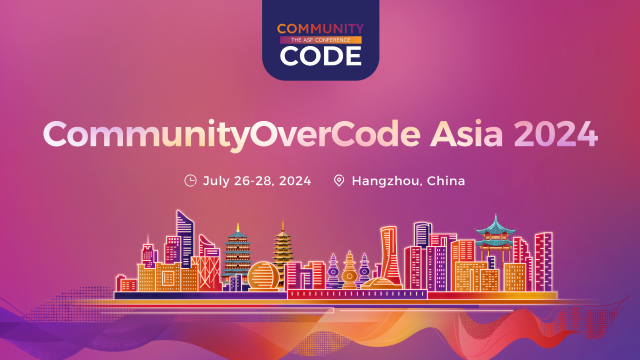 COMMUNITY
THE ASF CONFERENCE
CODE
CommunityOverCode Asia 2024
July 26-28, 2024 Hangzhou, China